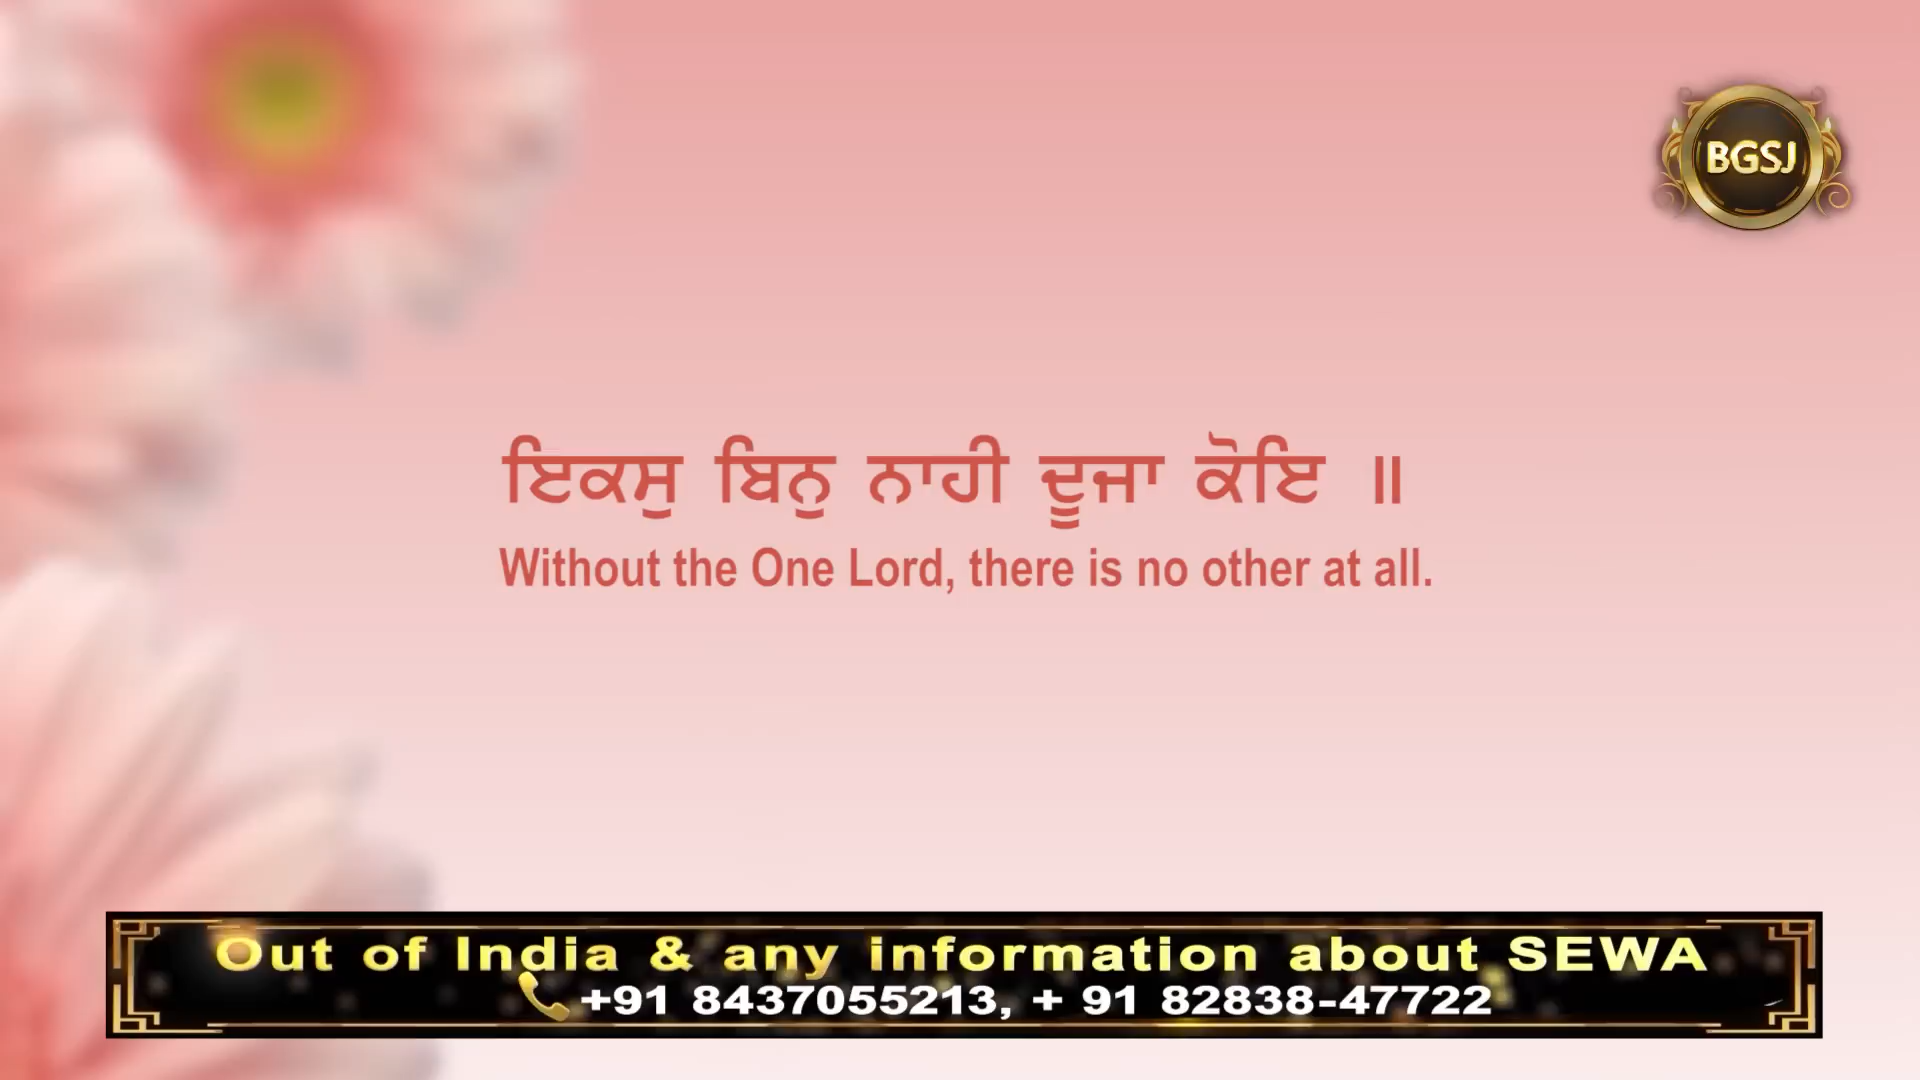 BGSJ
ਇਕਸੁ ਬਿਨੁ ਨਾਹੀ ਦੂਜਾ ਕੋਇ ॥
Without the One Lord, there is no other at all.
Out of India & any information about SEWA
+91 8437055213, + 91 82838-47722